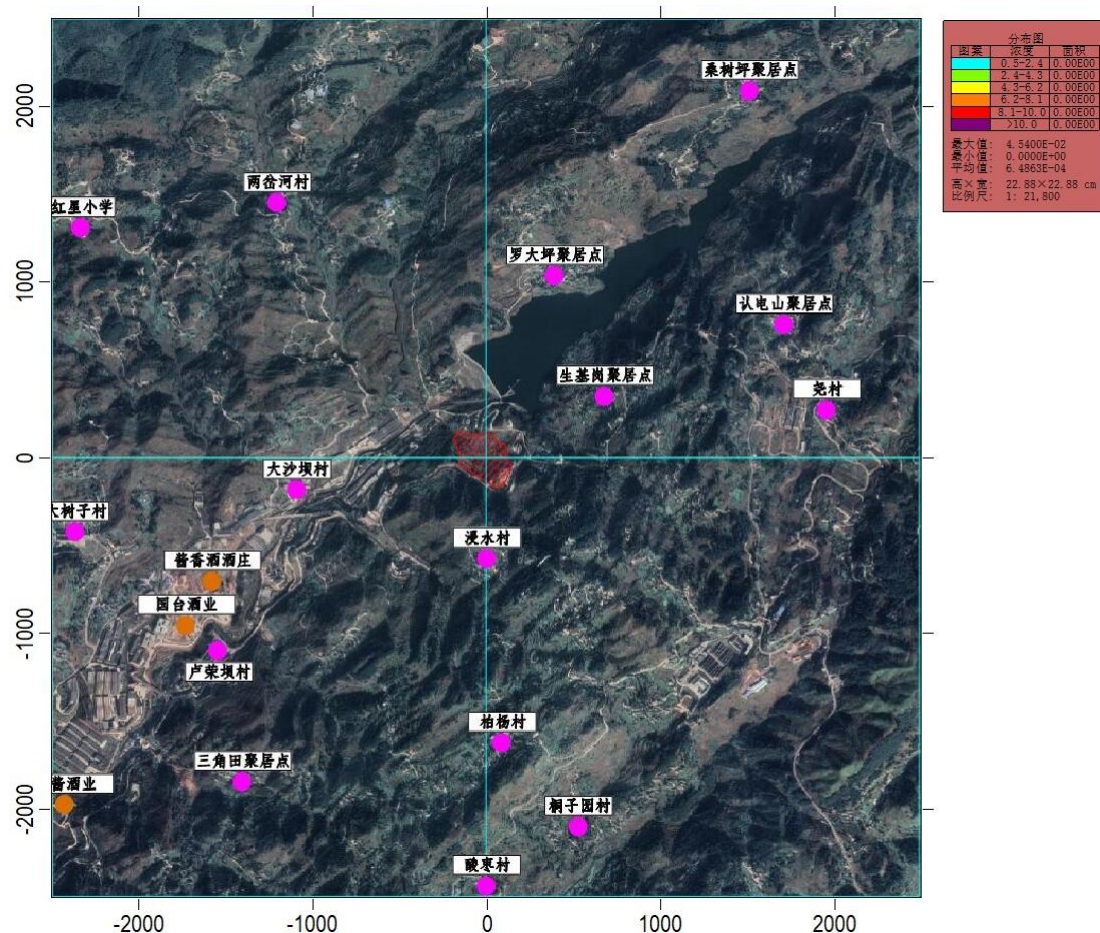 分布图
图案 浓度 面积
0.5-2.4 0.00E00
2.4-4.3 0.00E00
4.3-6.2 0.00E00
6.2-8.1 0.00E00
8.1-10.0 0.00E00
>10.0 0.00E00
最大值: 4.5400E-02
最小值: 0.0000E+00
平均值: 6.4863E-04
高×宽: 22.88×22.88 cm
比例尺: 1: 21,800
桑树坪聚居点
两岔河村
红星小学
罗大坪聚居点
认电山聚居点
生基岗聚居点
尧村
大沙坝村
大树子村
浸水村
酱香酒酒庄
国台酒业
卢荣坝村
柏杨村
三角田聚居点
酱酒业
桐子园村
酸枣村
2000
1000
0
-1000
-2000
-2000
-1000
0
1000
2000